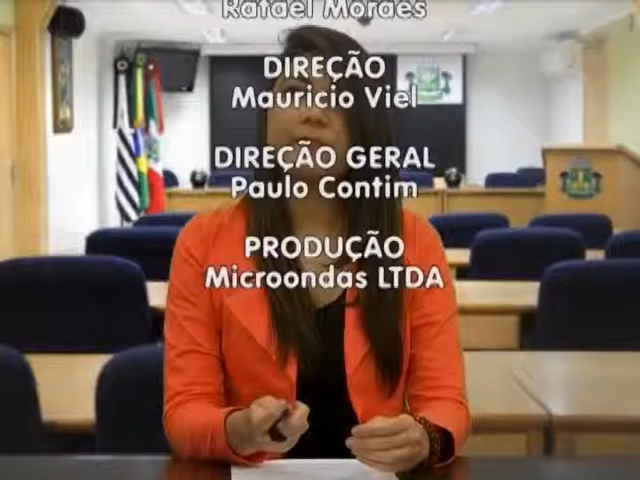 Rafael Moraes
DIREÇÃO
Mauricio Viel
DIREÇÃO GERAL
Paulo Contim
PRODUÇÃO
Microondas LTDA